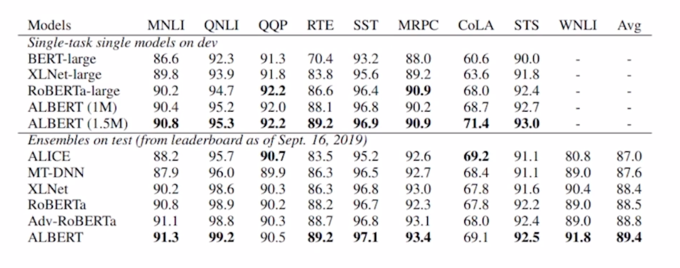 Models MNLI QNLI QQP RTE SST MRPC CoLA STS WNLI Avg
Single-task single models on dev
BERT-large 86.6 92.3 91.3 70.4 93.2 88.0 60.6 90.0 - -
XLNet-large 89.8 93.9 91.8 83.8 95.6 89.2 63.6 91.8 - -
RoBERTa-large 90.2 94.7 92.2 86.6 96.4 90.9 68.0 92.4 - -
ALBERT (1M) 90.4 95.2 92.0 88.1 96.8 90.2 68.7 92.7 - -
ALBERT (1.5M) 90.8 95.3 92.2 89.2 96.9 90.9 71.4 93.0 - -
Ensembles on test (from leaderboard as of Sept. 16, 2019)
ALICE 88.2 95.7 90.7 83.5 95.2 92.6 69.2 91.1 80.8 87.0
MT-DNN 87.9 96.0 89.9 86.3 96.5 92.7 68.4 91.1 89.0 87.6
XLNet 90.2 98.6 90.3 86.3 96.8 93.0 67.8 91.6 90.4 88.4
RoBERTa 90.8 98.9 90.2 88.2 96.7 92.3 67.8 92.2 89.0 88.5
Adv-RoBERTa 91.1 98.8 90.3 88.7 96.8 93.1 68.0 92.4 89.0 88.8
ALBERT 91.3 99.2 90.5 89.2 97.1 93.4 69.1 92.5 91.8 89.4